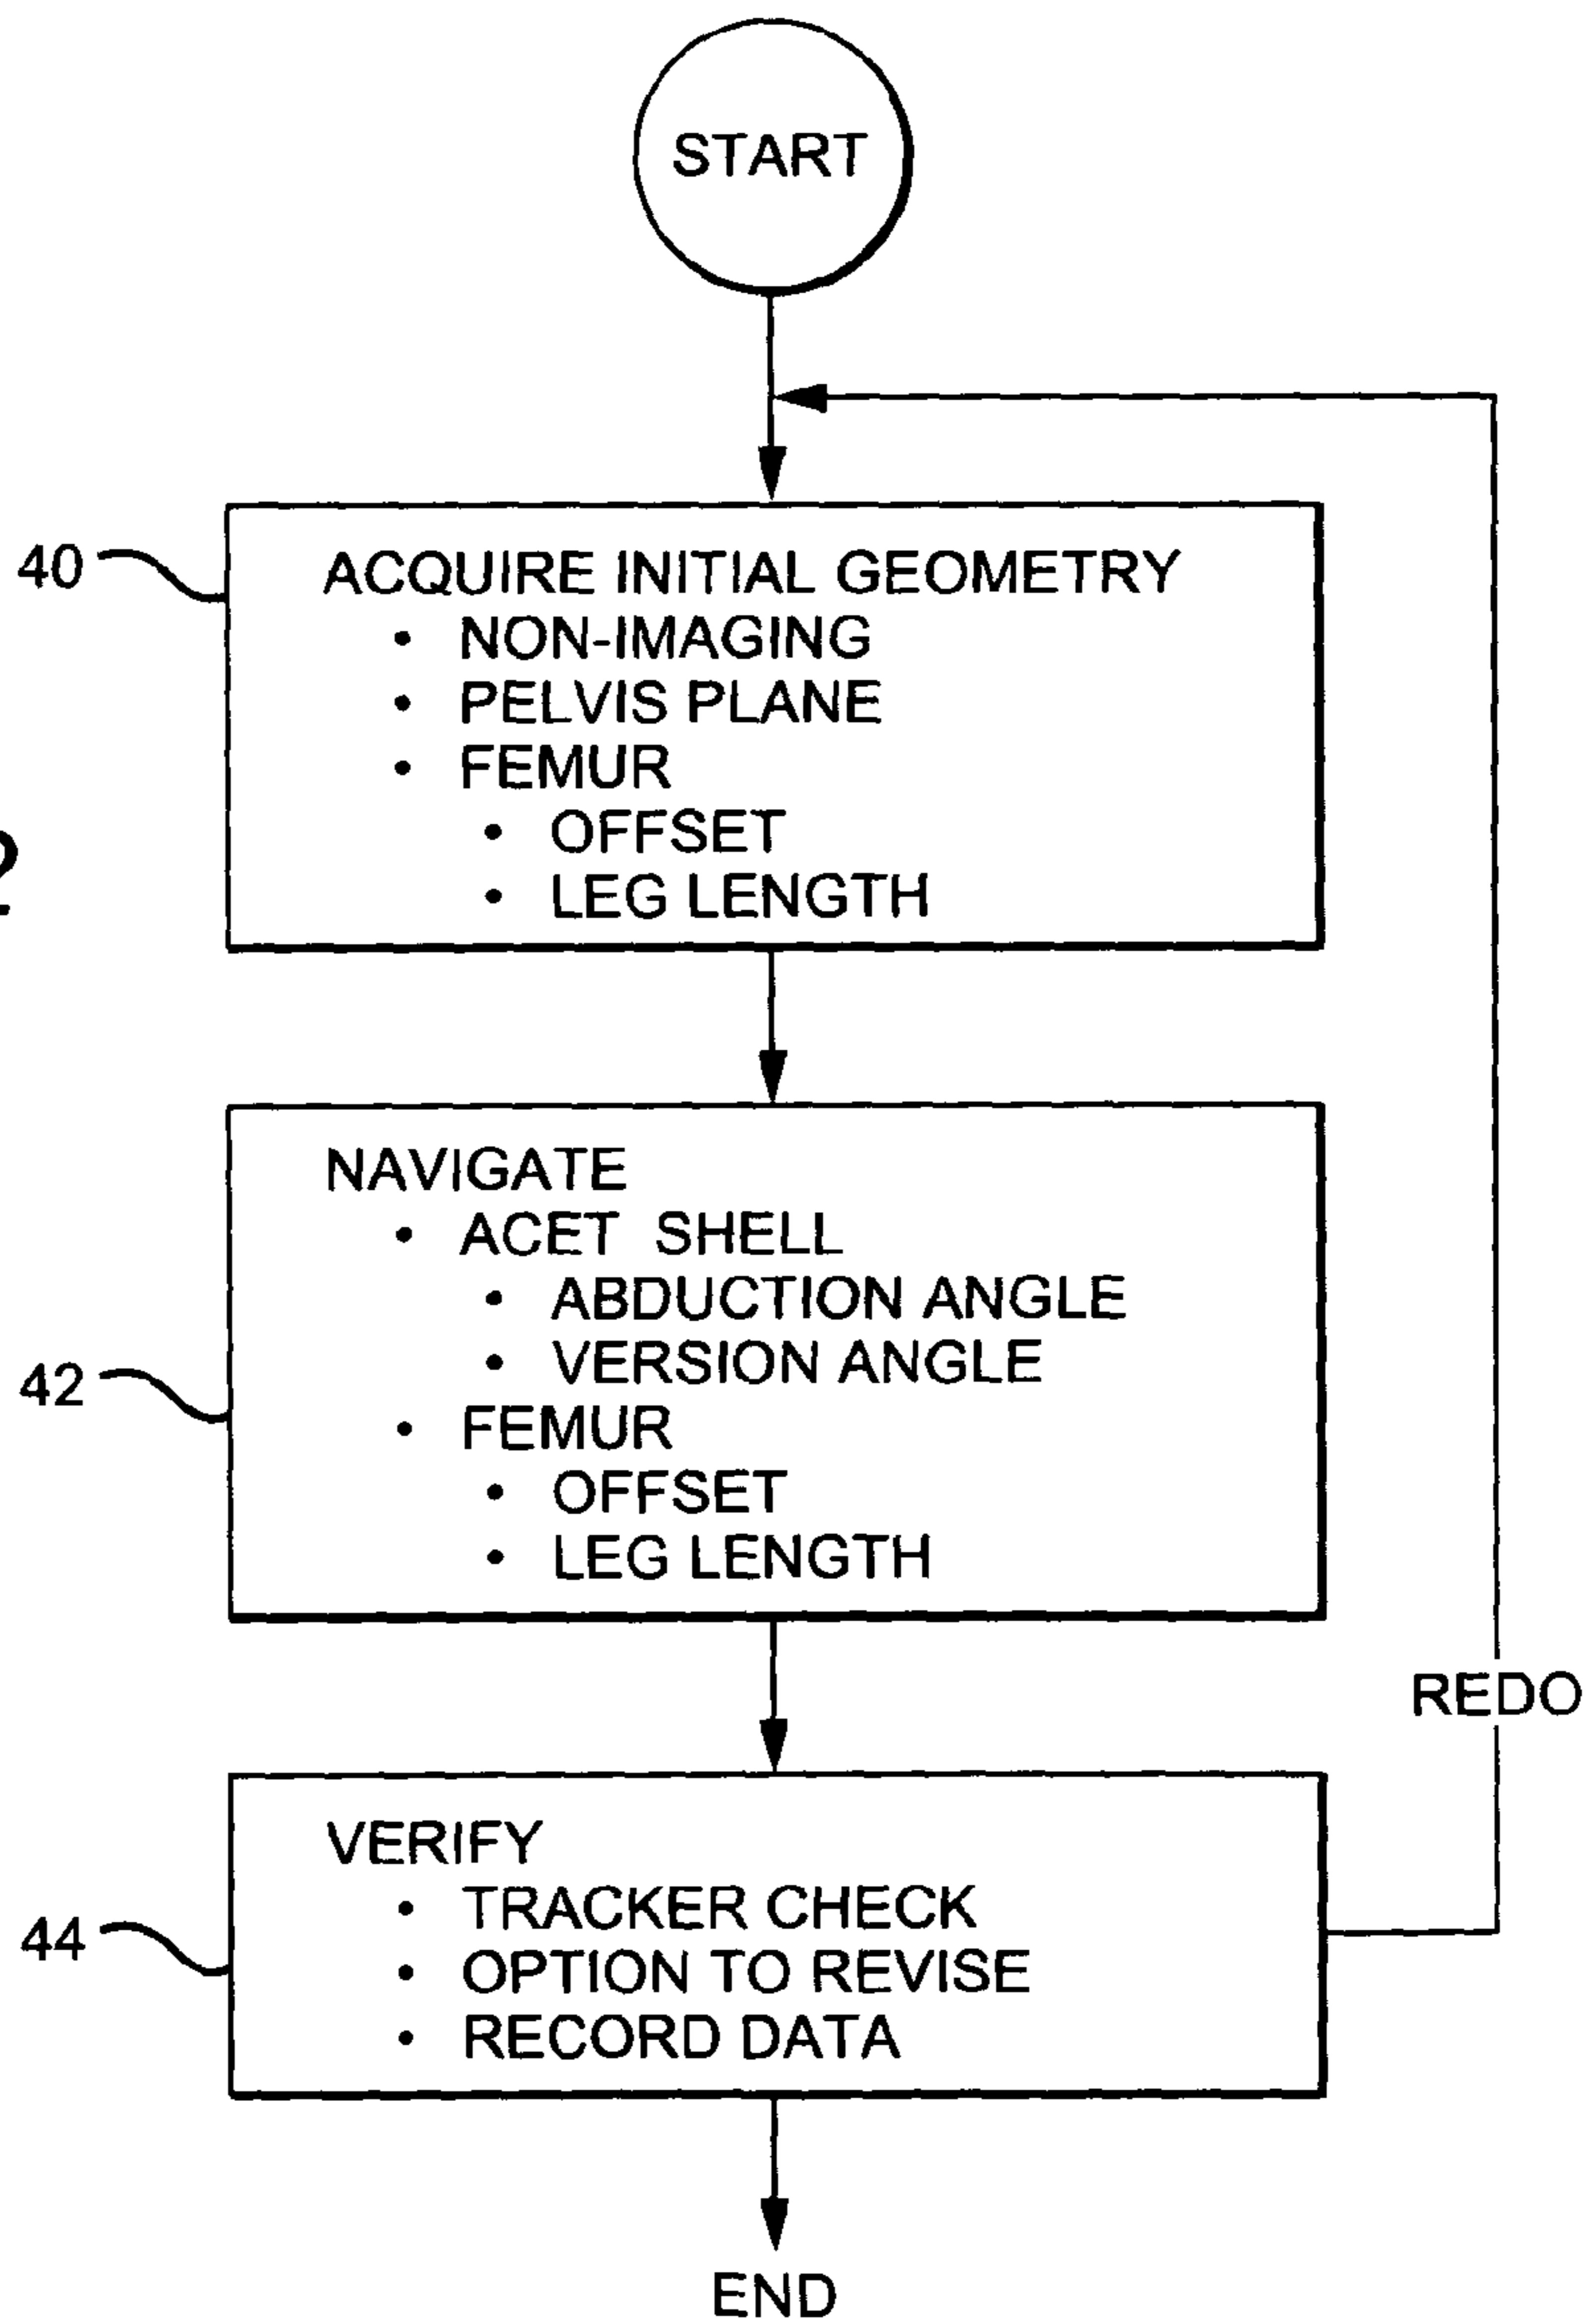 START
40
ACQUIRE INITIAL GEOMETRY
• NON-IMAGING
• PELVIS PLANE
• FEMUR
• OFFSET
• LEG LENGTH
2
NAVIGATE
• ACET SHELL
• ABDUCTION ANGLE
• VERSION ANGLE
42
• FEMUR
• OFFSET
• LEG LENGTH
REDO
VERIFY
• TRACKER CHECK
44
• OPTION TO REVISE
• RECORD DATA
END